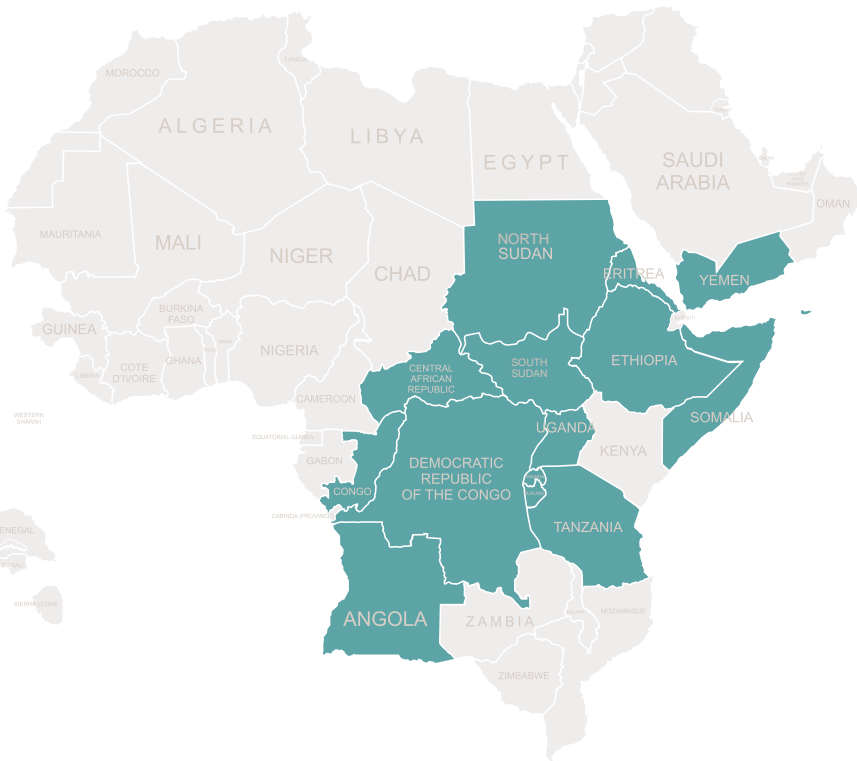 MOROCCO
TUNISIA
ALGERIA
LIBYA
EGYPT
SAUDI
ARABIA
OMAN
MAURITANIA
MALI
NIGER
CHAD
NORTH
SUDAN
ERITREA
YEMEN
BURKINA
FASO
GUINEA
COTE
D'IVOIRE
GHANA
NIGERIA
LIBERIA
CAMEROON
CENTRAL
AFRICAN
REPUBLIC
SOUTH
SUDAN
ETHIOPIA
SOMALIA
WESTERN
SHARAH
EQUATORIAL GUINEA
GABON
UGANDA
KENYA
DEMOCRATIC
REPUBLIC
OF THE CONGO
CONGO
CABINDA (PROVINCE)
TANZANIA
ENEGAL
BISSAU
SIERRA LEONE
ANGOLA
ZAMBIA
MOZAMBIQUE
ZIMBABWE